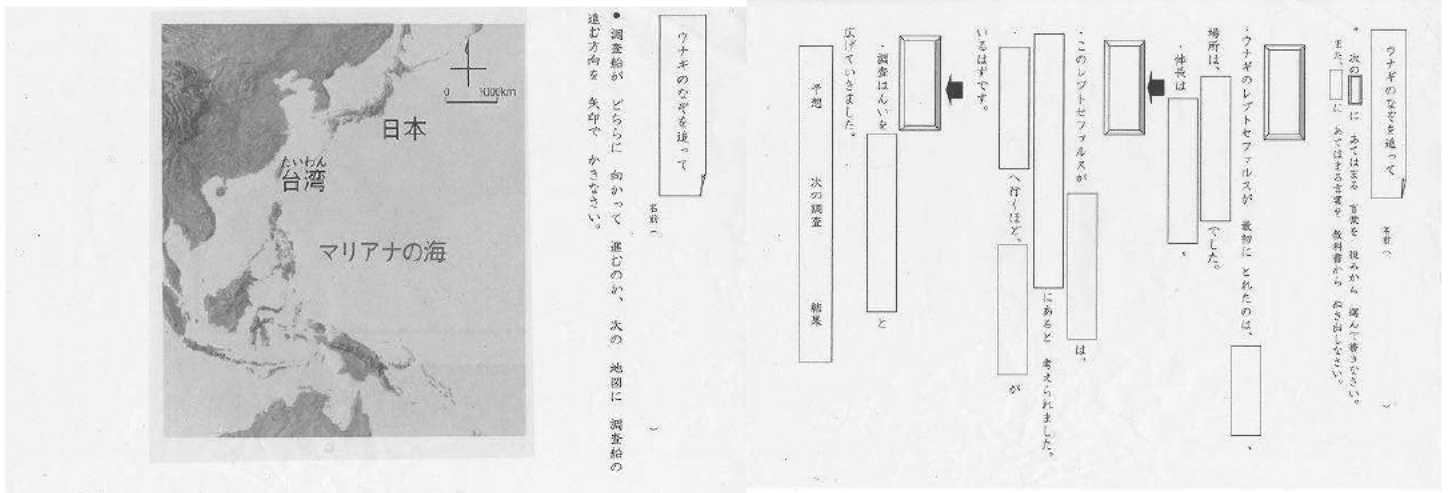 ウナギのなぞを追って
名前(
)
* 次の□に あてはまる 言葉を 後ろから 選んで書きなさい。
また、□に あてはまる言葉を 教科書から ぬき出しなさい。
・ウナギのレプトセファルスが 最初に とれたのは、
、
場所は、
でした。
・体長は
。
・このレプトセファルスが
は、
にあると 考えられました。
・
へ行くほど、
が
いるはずです。
・調査はんいを
と
広げていきました。
予想 次の調査 結果
ウナギのなぞを追って
名前(
)
● 調査船が どちらに 向かって 進むのか、次の 地図に 調査船の
進む方向を 矢印で かきなさい。
0 1000km
日本
たいわん
台湾
マリアナの海